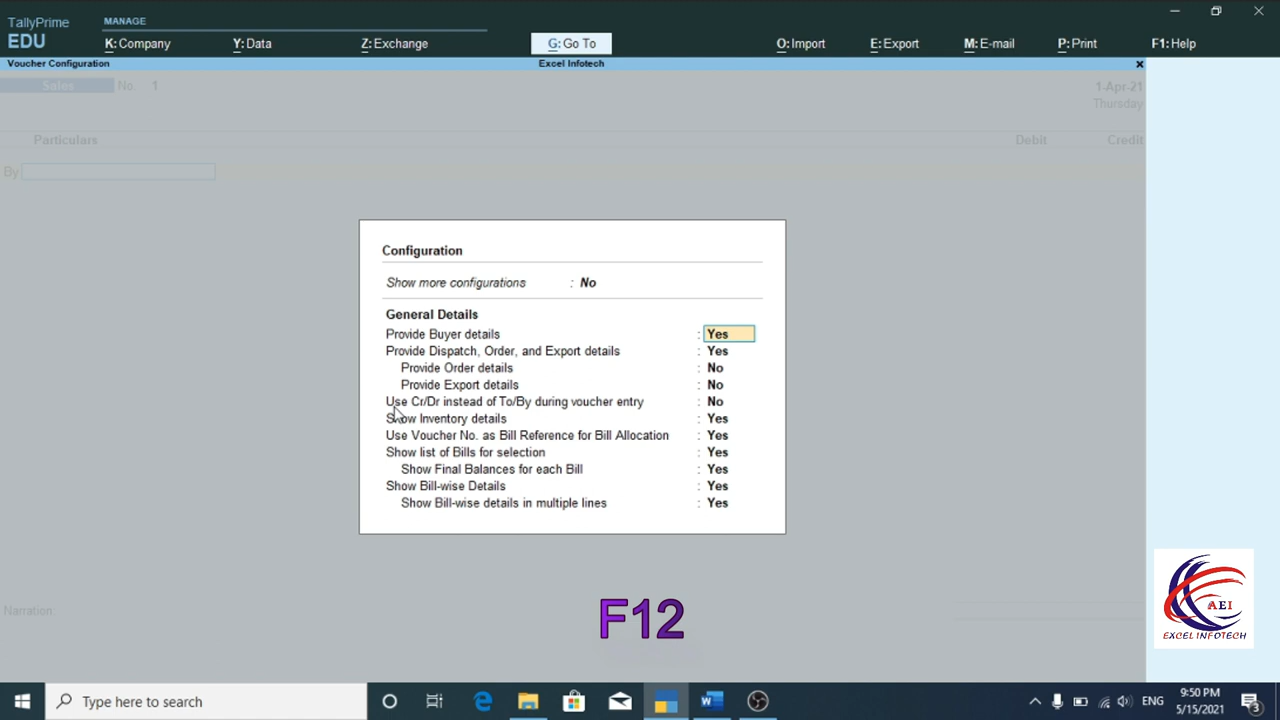 TallyPrime
EDU
MANAGE
K:Company
Y:Data
Z:Exchange
G:Go To
O:Import
E:Export
M:E-mail
P:Print
F1:Help
Voucher Configuration
Excel Infotech
Sales No. 1
1-Apr-21
Thursday
Particulars
Debit
Credit
By
Configuration
Show more configurations : No
General Details
Provide Buyer details : Yes
Provide Dispatch, Order, and Export details : Yes
Provide Order details : No
Provide Export details : No
Use Cr/Dr instead of To/By during voucher entry : No
Show Inventory details : Yes
Use Voucher No. as Bill Reference for Bill Allocation : Yes
Show list of Bills for selection : Yes
Show Final Balances for each Bill : Yes
Show Bill-wise Details : Yes
Show Bill-wise details in multiple lines : Yes
Narration:
F12
AEI
EXCEL INFOTECH
Type here to search
ENG
9:50 PM
5/15/2021
3